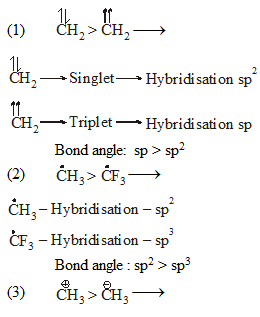 (1) ⥮CH₂ > ⇈CH₂ ⟶
⥮CH₂ ⟶ Singlet ⟶ Hybridisation sp²
⇈CH₂ ⟶ Triplet ⟶ Hybridisation sp
Bond angle: sp > sp²
(2) •CH₃ > •CF₃ ⟶
•CH₃ – Hybridisation – sp²
•CF₃ – Hybridisation – sp³
Bond angle : sp² > sp³
(3) ⊕CH₃ > ⊖CH₃ ⟶